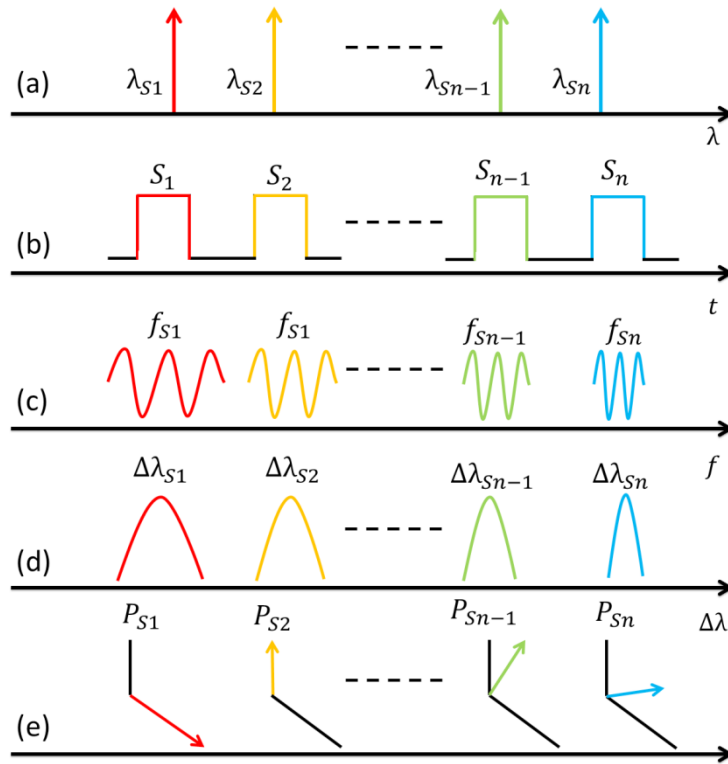 (a) λS1 λS2 λSn−1 λSn
λ
S1 S2 Sn−1 Sn
(b)
t
fS1 fS1 fSn−1 fSn
(c)
f
ΔλS1 ΔλS2 ΔλSn−1 ΔλSn
(d)
PS1 PS2 PSn−1 PSn Δλ
(e)